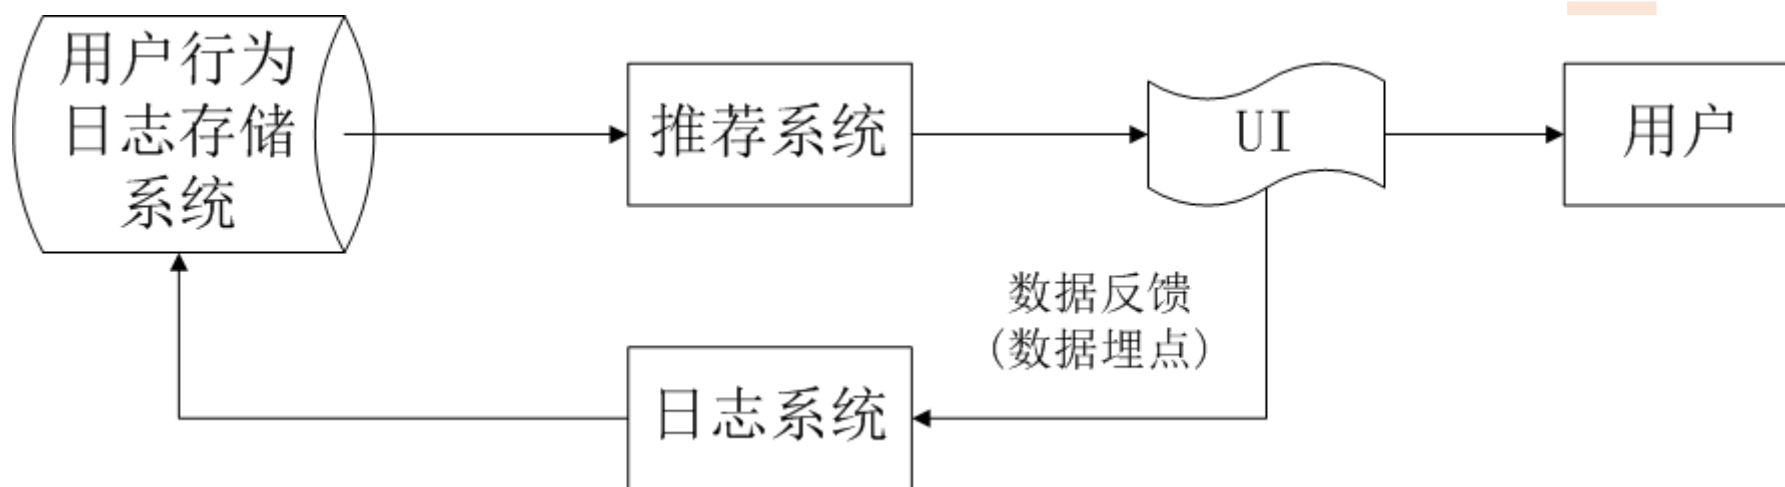 用户行为
日志存储
系统
推荐系统
UI
用户
数据反馈
(数据埋点)
日志系统